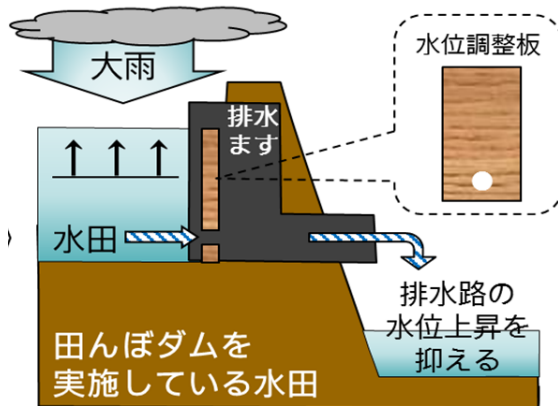 大雨
排水
ます
水位調整板
水田
排水路の
水位上昇を
抑える
田んぼダムを
実施している水田